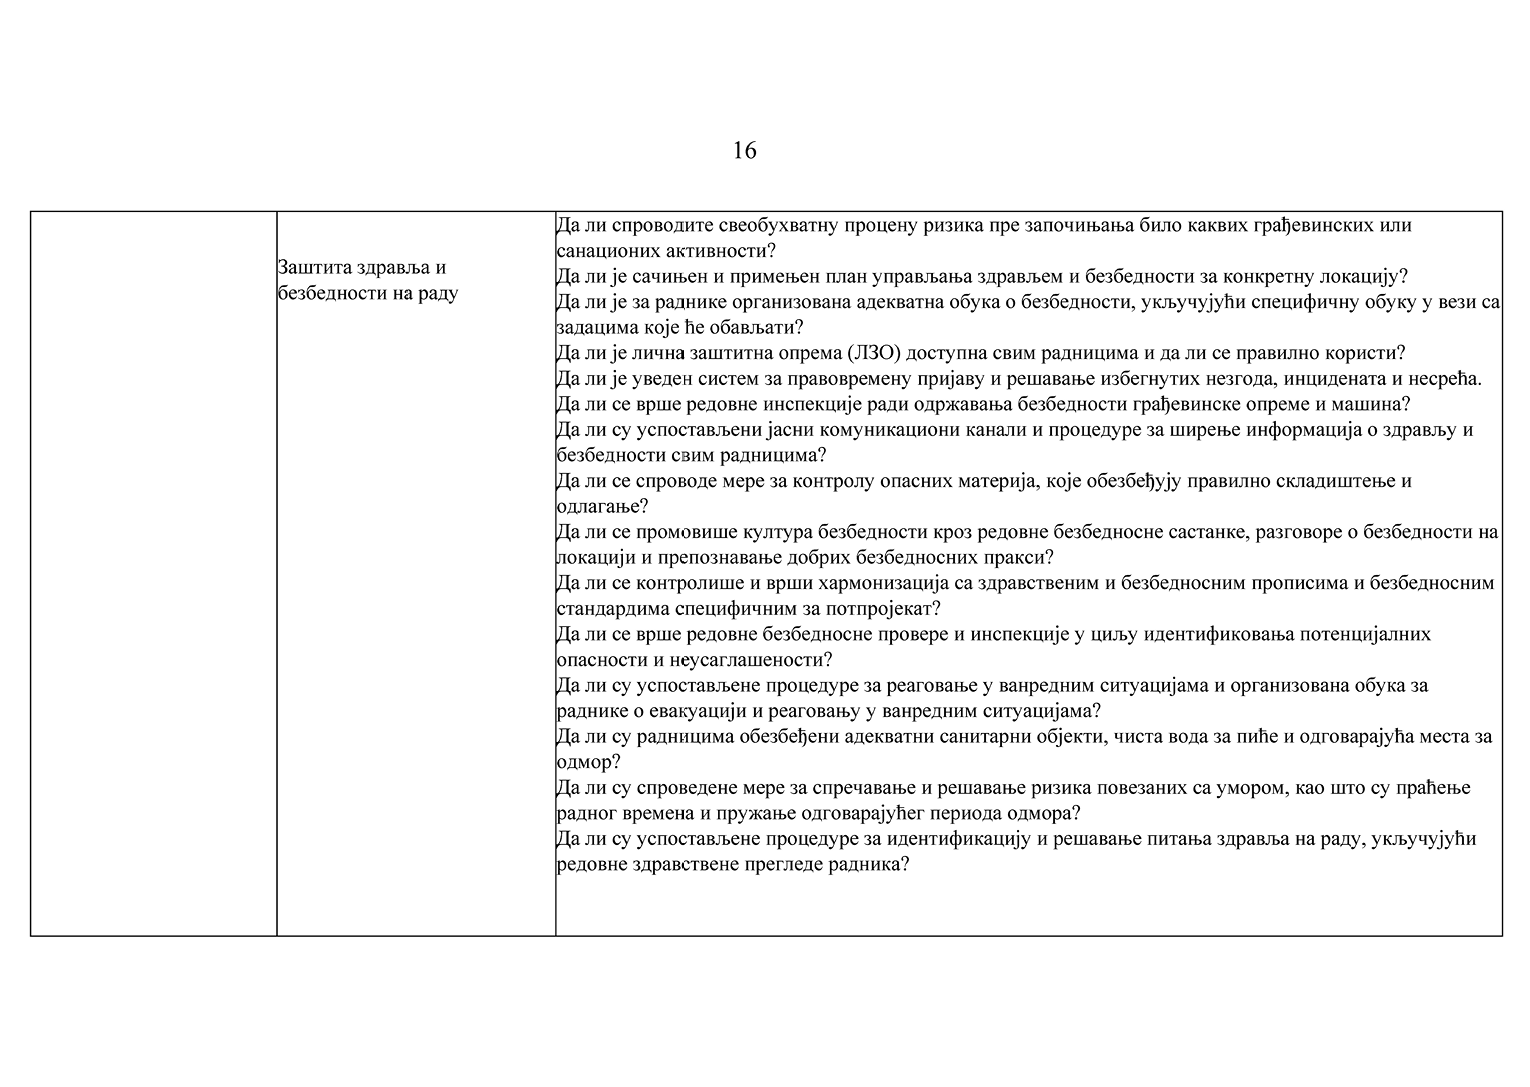 16
Заштита здравља и
безбедности на раду
Да ли спроводите свеобухватну процену ризика пре започињања било каквих грађевинских или
санационих активности?
Да ли је сачињен и примењен план управљања здрављем и безбедности за конкретну локацију?
Да ли је за раднике организована адекватна обука о безбедности, укључујући специфичну обуку у вези са
задацима које ће обављати?
Да ли је лична заштитна опрема (ЛЗО) доступна свим радницима и да ли се правилно користи?
Да ли је уведен систем за правовремену пријаву и решавање избегнутих незгода, инцидената и несрећа.
Да ли се врше редовне инспекције ради одржавања безбедности грађевинске опреме и машина?
Да ли су успостављени јасни комуникациони канали и процедуре за ширење информација о здрављу и
безбедности свим радницима?
Да ли се спроводе мере за контролу опасних материја, које обезбеђују правилно складиштење и
одлагање?
Да ли се промовише култура безбедности кроз редовне безбедносне састанке, разговоре о безбедности на
локацији и препознавање добрих безбедносних пракси?
Да ли се контролише и врши хармонизација са здравственим и безбедносним прописима и безбедносним
стандардима специфичним за потпројекат?
Да ли се врше редовне безбедносне провере и инспекције у циљу идентификовања потенцијалних
опасности и неусаглашености?
Да ли су успостављене процедуре за реаговање у ванредним ситуацијама и организована обука за
раднике о евакуацији и реаговању у ванредним ситуацијама?
Да ли су радницима обезбеђени адекватни санитарни објекти, чиста вода за пиће и одговарајућа места за
одмор?
Да ли су спроведене мере за спречавање и решавање ризика повезаних са умором, као што су праћење
радног времена и пружање одговарајућег периода одмора?
Да ли су успостављене процедуре за идентификацију и решавање питања здравља на раду, укључујући
редовне здравствене прегледе радника?